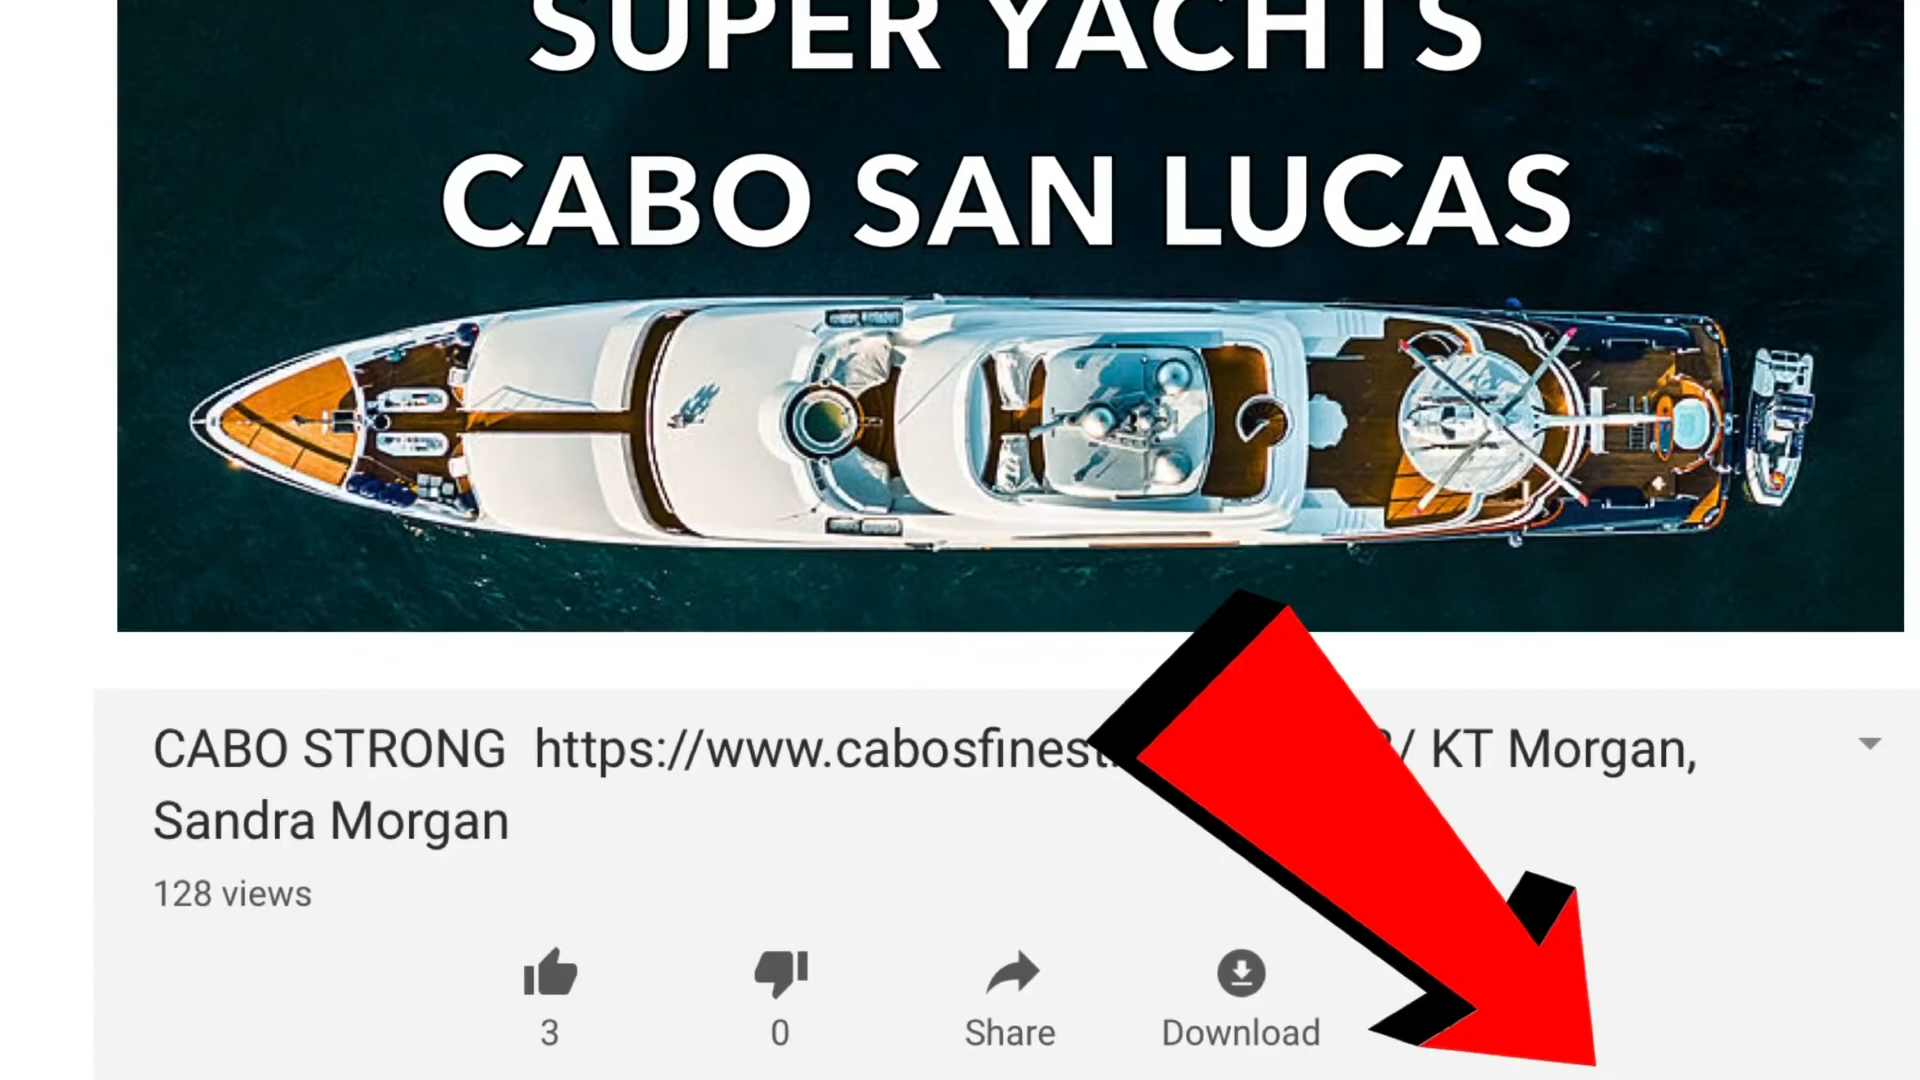 SUPER YACHTS
CABO SAN LUCAS
CABO STRONG https://www.cabosfinest. / KT Morgan,
Sandra Morgan
128 views
3
0
Share
Download